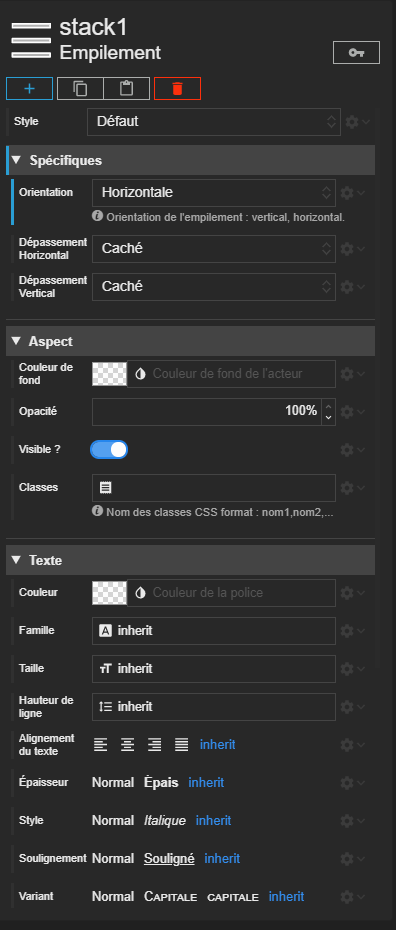 stack1
Empilement
Style
Défaut
Spécifiques
Orientation
Horizontale
Orientation de l'empilement : vertical, horizontal.
Dépassement
Horizontal
Caché
Dépassement
Vertical
Caché
Aspect
Couleur de
fond
Couleur de fond de l'acteur
Opacité
100%
Visible ?
Classes
Nom des classes CSS format : nom1,nom2,...
Texte
Couleur
Couleur de la police
Famille
A inherit
Taille
TT inherit
Hauteur de
ligne
inherit
Alignement
du texte
inherit
Épaisseur
Normal Épais inherit
Style
Normal Italique inherit
Soulignement
Normal Souligné inherit
Variant
Normal CAPITALE CAPITALE inherit